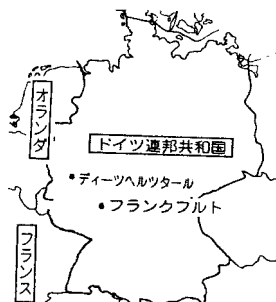 オランダ
ドイツ連邦共和国
ディーツヘルツタール
フランクフルト
フランス